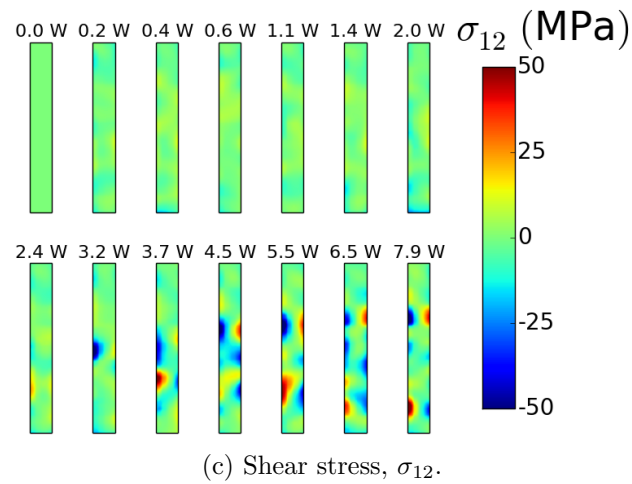 0.0 W 0.2 W 0.4 W 0.6 W 1.1 W 1.4 W 2.0 W σ₁₂ (MPa)
50
25
0
-25
-50
2.4 W 3.2 W 3.7 W 4.5 W 5.5 W 6.5 W 7.9 W
(c) Shear stress, σ₁₂.